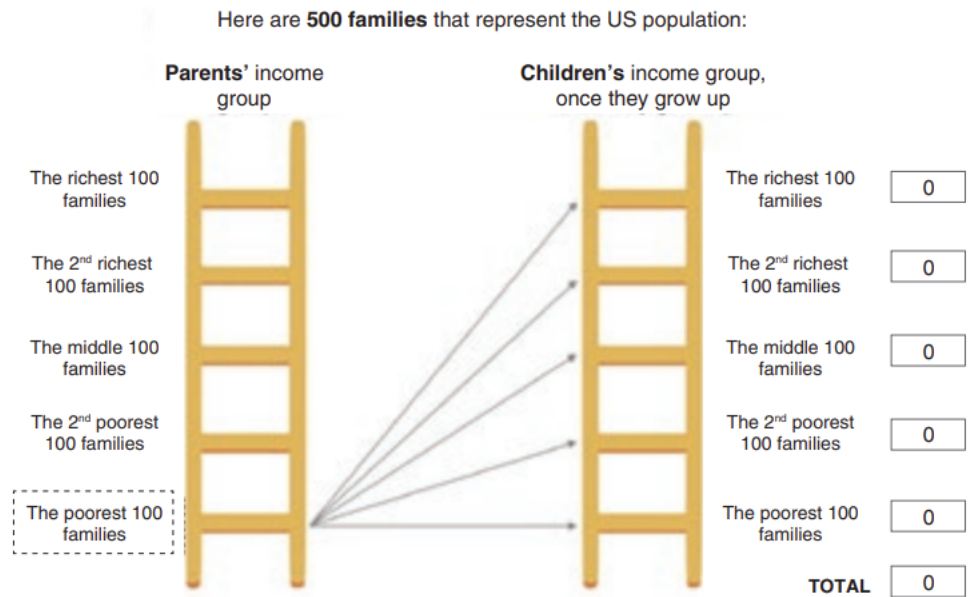 Here are 500 families that represent the US population:
Parents' income
group
Children's income group,
once they grow up
The richest 100
families
The richest 100
families
0
The 2nd richest
100 families
The 2nd richest
100 families
0
The middle 100
families
The middle 100
families
0
The 2nd poorest
100 families
The 2nd poorest
100 families
0
The poorest 100
families
The poorest 100
families
0
TOTAL
0